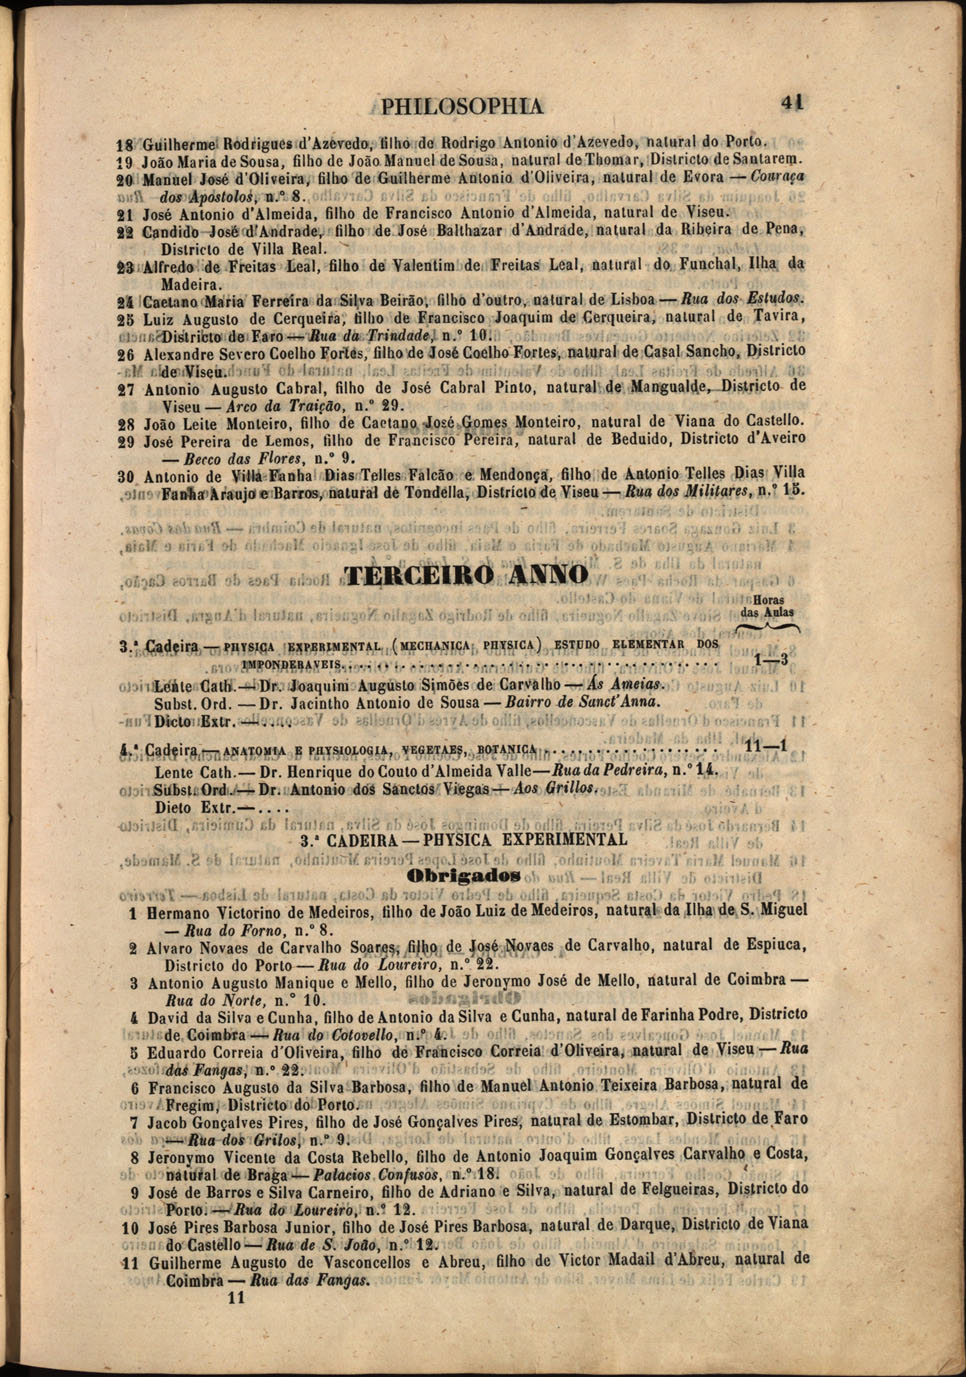 PHILOSOPHIA 41
18 Guilherme Rodrigues d'Azevedo, filho de Rodrigo Antonio d'Azevedo, natural do Porto.
19 João Maria de Sousa, filho de João Manuel de Sousa, natural de Thomar, Districto de Santarem.
20 Manuel José d'Oliveira, filho de Guilherme Antonio d'Oliveira, natural de Evora — Couraça
dos Apostolos, n.º 8.
21 José Antonio d'Almeida, filho de Francisco Antonio d'Almeida, natural de Viseu.
22 Candido José d'Andrade, filho de José Balthazar d'Andrade, natural da Ribeira de Pena,
Districto de Villa Real.
23 Alfredo de Freitas Leal, filho de Valentim de Freitas Leal, natural do Funchal, Ilha da
Madeira.
24 Caetano Maria Ferreira da Silva Beirão, filho d'outro, natural de Lisboa — Rua dos Estudos.
25 Luiz Augusto de Cerqueira, filho de Francisco Joaquim de Cerqueira, natural de Tavira,
Districto de Faro — Rua da Trindade, n.º 10.
26 Alexandre Severo Coelho Fortes, filho de José Coelho Fortes, natural de Casal Sancho, Districto
de Viseu.
27 Antonio Augusto Cabral, filho de José Cabral Pinto, natural de Mangualde, Districto de
Viseu — Arco da Traição, n.º 29.
28 João Leite Monteiro, filho de Caetano José Gomes Monteiro, natural de Viana do Castello.
29 José Pereira de Lemos, filho de Francisco Pereira, natural de Beduido, Districto d'Aveiro
— Becco das Flores, n.º 9.
30 Antonio de Villa Fanha Dias Telles Falcão e Mendonça, filho de Antonio Telles Dias Villa
Fanha Araujo e Barros, natural de Tondella, Districto de Viseu — Rua dos Militares, n.º 15.
TERCEIRO ANNO
Horas
das Aulas
3.ª Cadeira — PHYSICA EXPERIMENTAL (MECHANICA PHYSICA) ESTUDO ELEMENTAR DOS
IMPONDERAVEIS........................................ 1—3
Lente Cath.— Dr. Joaquim Augusto Simões de Carvalho — Ás Ameias.
Subst. Ord. — Dr. Jacintho Antonio de Sousa — Bairro de Sanct'Anna.
Dicto Extr. — ....
4.ª Cadeira — ANATOMIA E PHYSIOLOGIA, VEGETAES, BOTANICA .................. 11—1
Lente Cath.— Dr. Henrique do Couto d'Almeida Valle — Rua da Pedreira, n.º 14.
Subst. Ord.— Dr. Antonio dos Sanctos Viegas — Aos Grillos.
Dicto Extr.— ....
3.ª CADEIRA — PHYSICA EXPERIMENTAL
Obrigados
1 Hermano Victorino de Medeiros, filho de João Luiz de Medeiros, natural da Ilha de S. Miguel
— Rua do Forno, n.º 8.
2 Alvaro Novaes de Carvalho Soares, filho de José Novaes de Carvalho, natural de Espiuca,
Districto do Porto — Rua do Loureiro, n.º 22.
3 Antonio Augusto Manique e Mello, filho de Jeronymo José de Mello, natural de Coimbra —
Rua do Norte, n.º 10.
4 David da Silva e Cunha, filho de Antonio da Silva e Cunha, natural de Farinha Podre, Districto
de Coimbra — Rua do Cotovello, n.º 4.
5 Eduardo Correia d'Oliveira, filho de Francisco Correia d'Oliveira, natural de Viseu — Rua
das Fangas, n.º 22.
6 Francisco Augusto da Silva Barbosa, filho de Manuel Antonio Teixeira Barbosa, natural de
Fregim, Districto do Porto.
7 Jacob Gonçalves Pires, filho de José Gonçalves Pires, natural de Estombar, Districto de Faro
— Rua dos Grilos, n.º 9.
8 Jeronymo Vicente da Costa Rebello, filho de Antonio Joaquim Gonçalves Carvalho e Costa,
natural de Braga — Palacios Confusos, n.º 18.
9 José de Barros e Silva Carneiro, filho de Adriano e Silva, natural de Felgueiras, Districto do
Porto. — Rua do Loureiro, n.º 12.
10 José Pires Barbosa Junior, filho de José Pires Barbosa, natural de Darque, Districto de Viana
do Castello — Rua de S. João, n.º 12.
11 Guilherme Augusto de Vasconcellos e Abreu, filho de Victor Madail d'Abreu, natural de
Coimbra — Rua das Fangas.
11